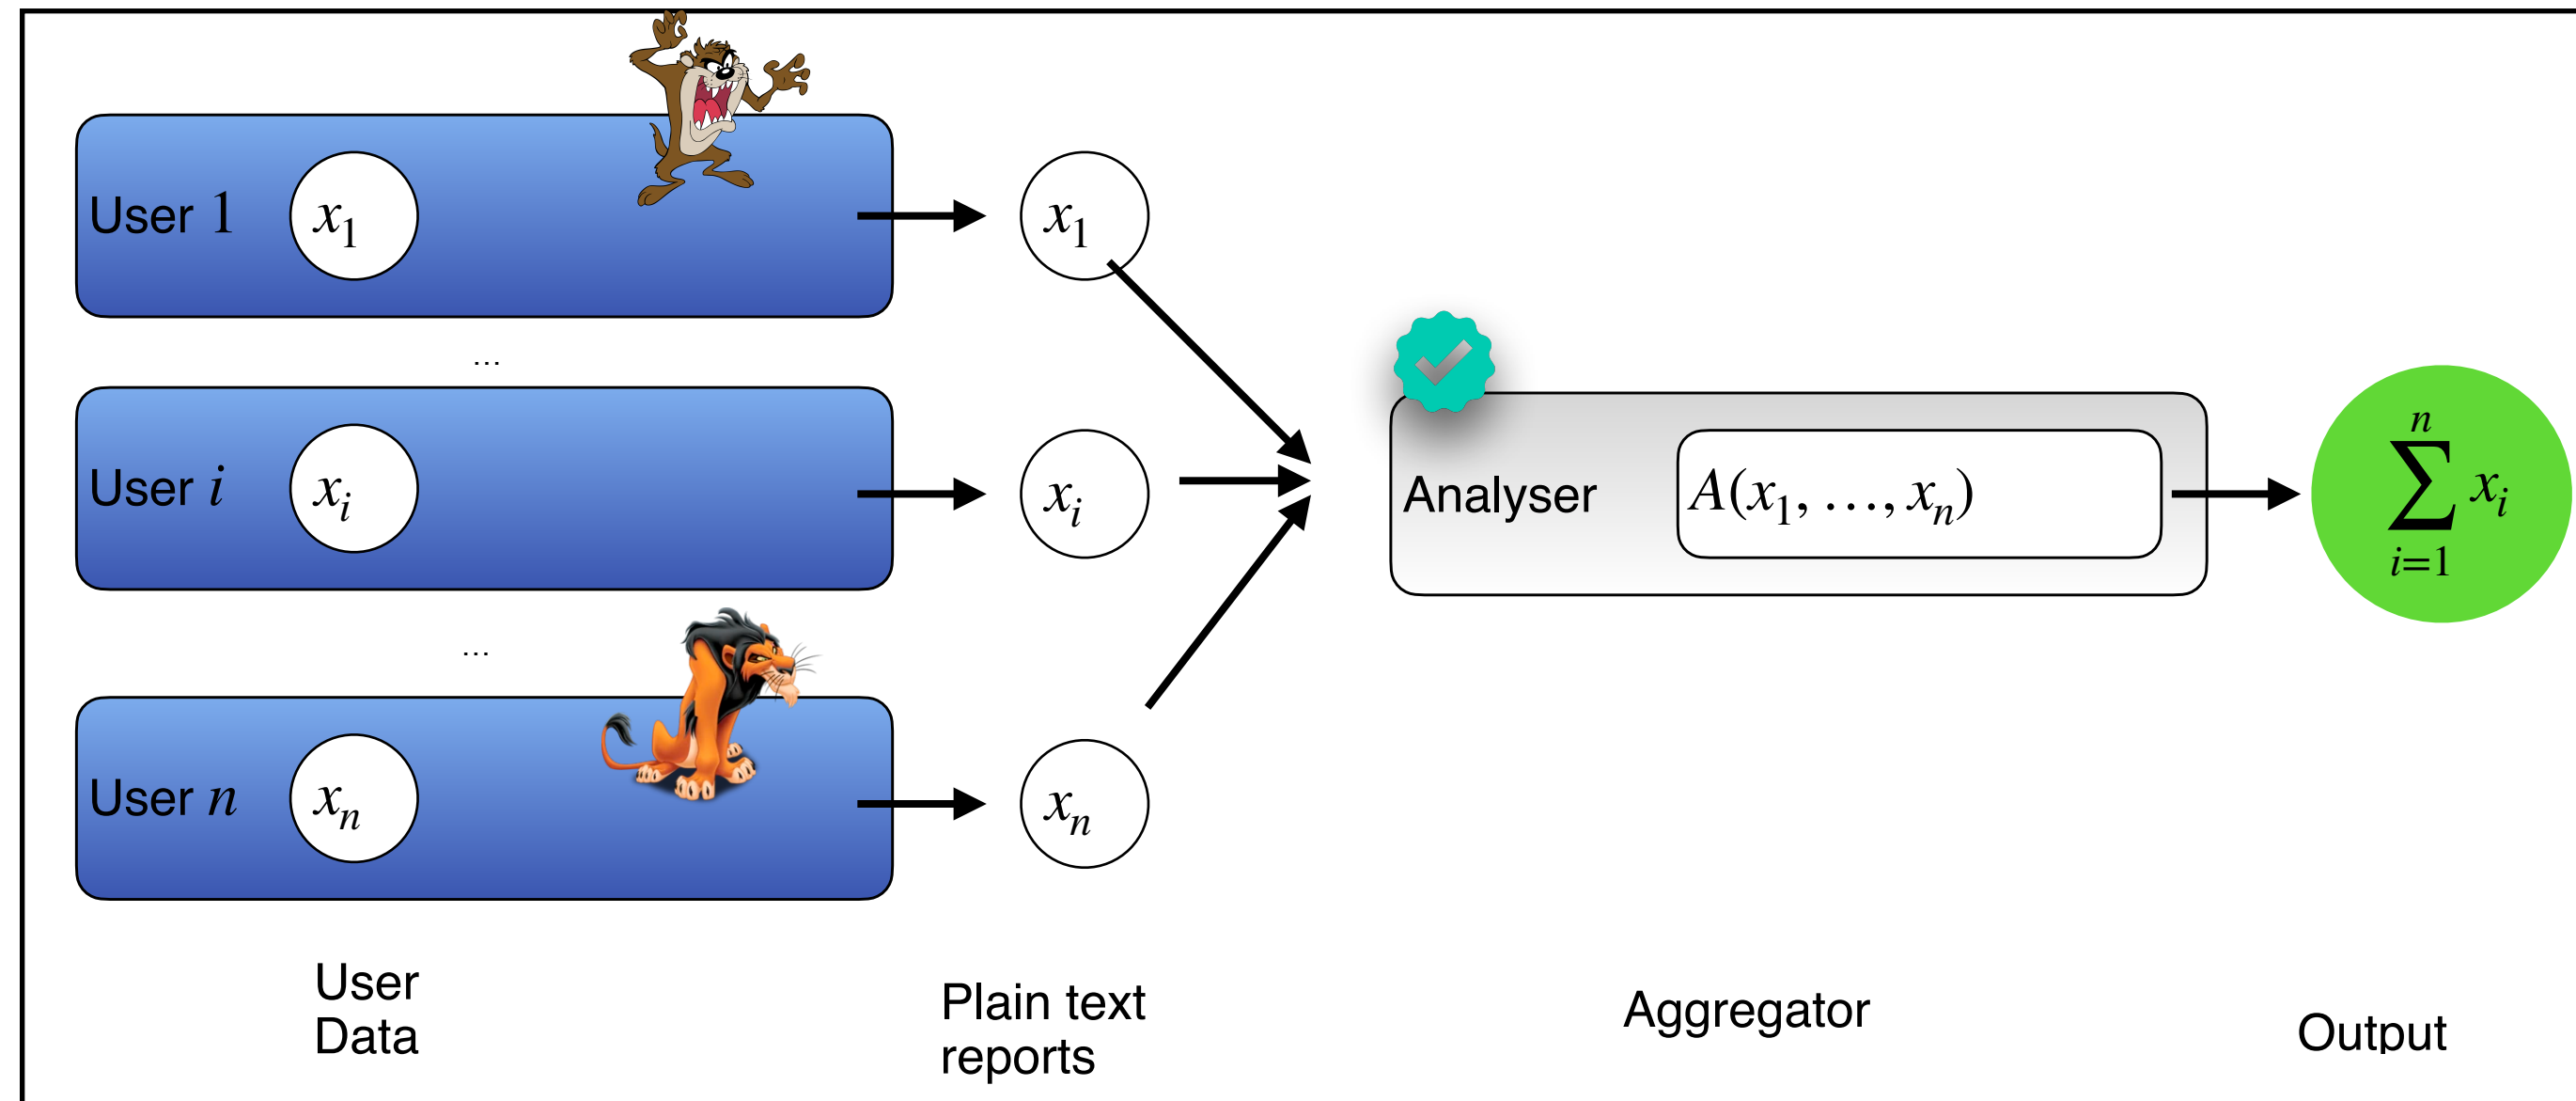 User 1
x₁
x₁
...
User i
xᵢ
xᵢ
Analyser
A(x₁, …, xₙ)
n
∑ xᵢ
i=1
...
User n
xₙ
xₙ
User
Data
Plain text
reports
Aggregator
Output